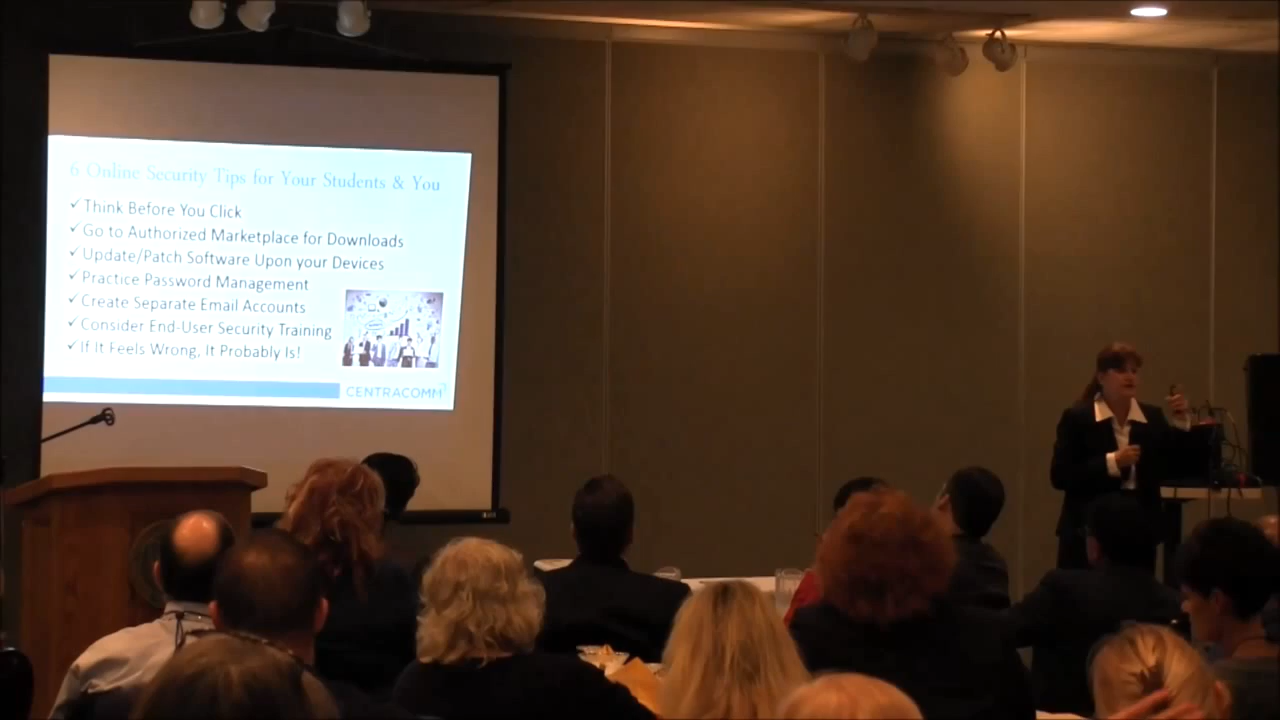 6 Online Security Tips for Your Students & You
✓Think Before You Click
✓Go to Authorized Marketplace for Downloads
✓Update/Patch Software Upon your Devices
✓Practice Password Management
✓Create Separate Email Accounts
✓Consider End-User Security Training
✓If It Feels Wrong, It Probably Is!
CENTRACOMM